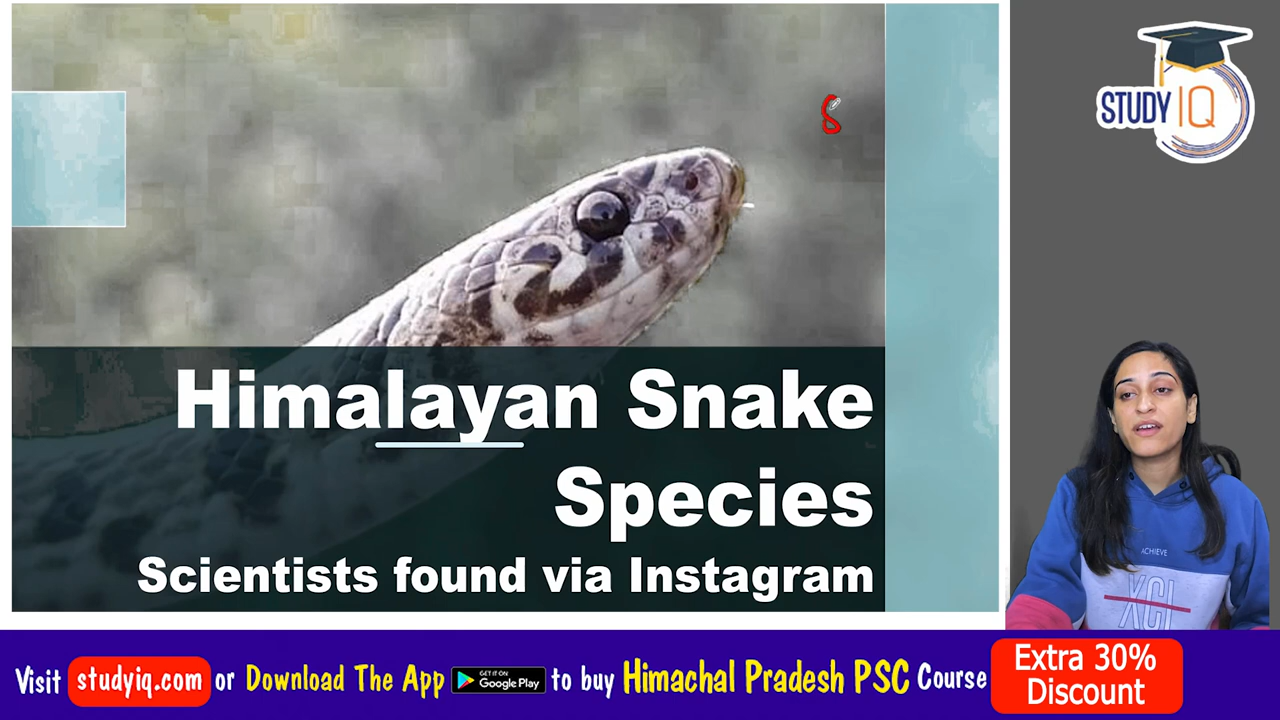 STUDY IQ
Himalayan Snake
Species
Scientists found via Instagram
ACHIEVE
XCI
Visit studyiq.com or Download The App GET IT ON Google Play to buy Himachal Pradesh PSC Course
Extra 30%
Discount